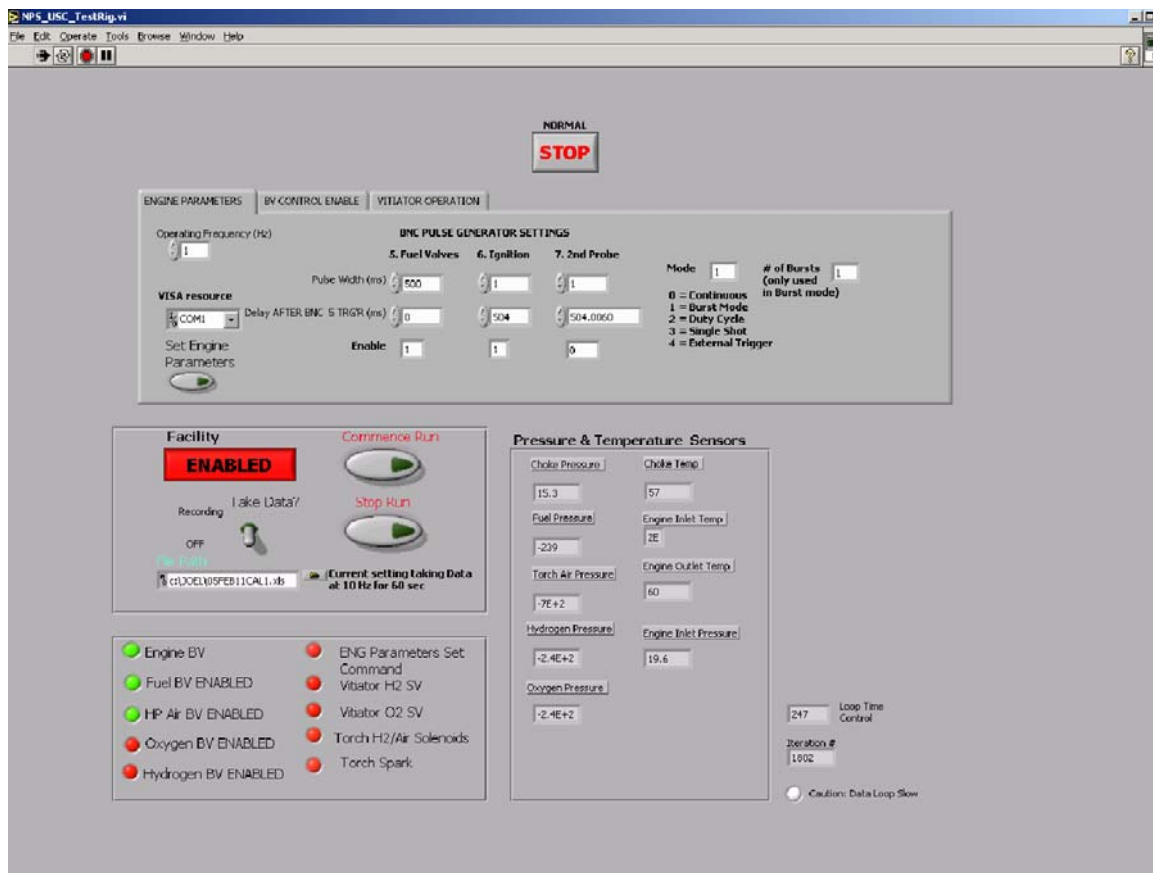 NPS_USC_TestRig.vi
File Edit Operate Tools Browse Window Help
NORMAL
STOP
ENGINE PARAMETERS BV CONTROL ENABLE VITIATOR OPERATION
Operating Frequency (Hz)
1
BNC PULSE GENERATOR SETTINGS
5. Fuel Valves 6. Ignition 7. 2nd Probe
Pulse Width (ms) 500 1 1
VISA resource
COM1
Delay AFTER BNC 5 TRG'R (ms) 0 504 504.0060
Enable 1 1 0
Set Engine
Parameters
Mode 1
0 = Continuous
1 = Burst Mode
2 = Duty Cycle
3 = Single Shot
4 = External Trigger
# of Bursts 1
(only used
in Burst mode)
Facility
ENABLED
Commence Run
Take Data?
Recording
OFF
Stop Run
File Path
c:\JOEL\05FEB11CAL1.xls
Current setting taking Data
at 10 Hz for 60 sec
Engine BV
Fuel BV ENABLED
HP Air BV ENABLED
Oxygen BV ENABLED
Hydrogen BV ENABLED
ENG Parameters Set
Command
Vitiator H2 SV
Vitiator O2 SV
Torch H2/Air Solenoids
Torch Spark
Pressure & Temperature Sensors
Choke Pressure
15.3
Fuel Pressure
-239
Torch Air Pressure
-7E+2
Hydrogen Pressure
-2.4E+2
Oxygen Pressure
-2.4E+2
Choke Temp
57
Engine Inlet Temp
2E
Engine Outlet Temp
60
Engine Inlet Pressure
19.6
247 Loop Time
Control
Iteration #
1802
Caution: Data Loop Slow